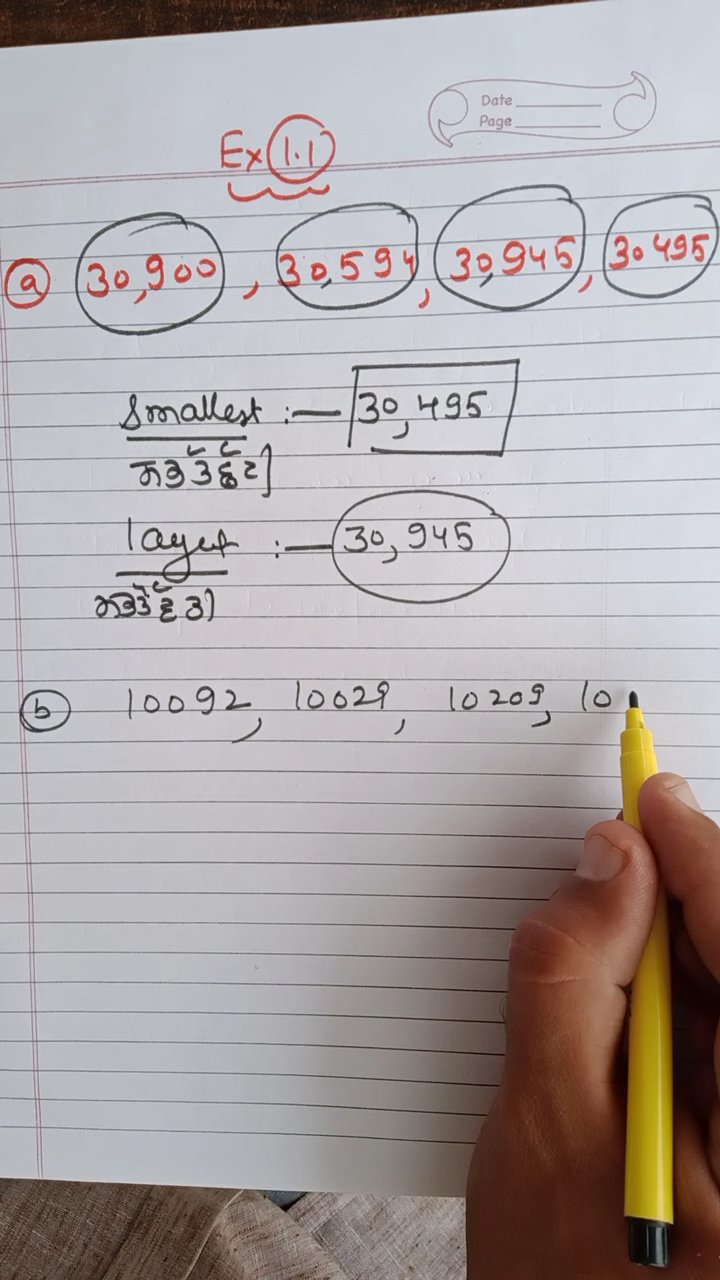 Date
Page
Ex 1.1
a 30,900 , 30,594 , 30,945 , 30495
Smallest :— 30,495
:— 30,945
b 10092, 10029, 10209, 10